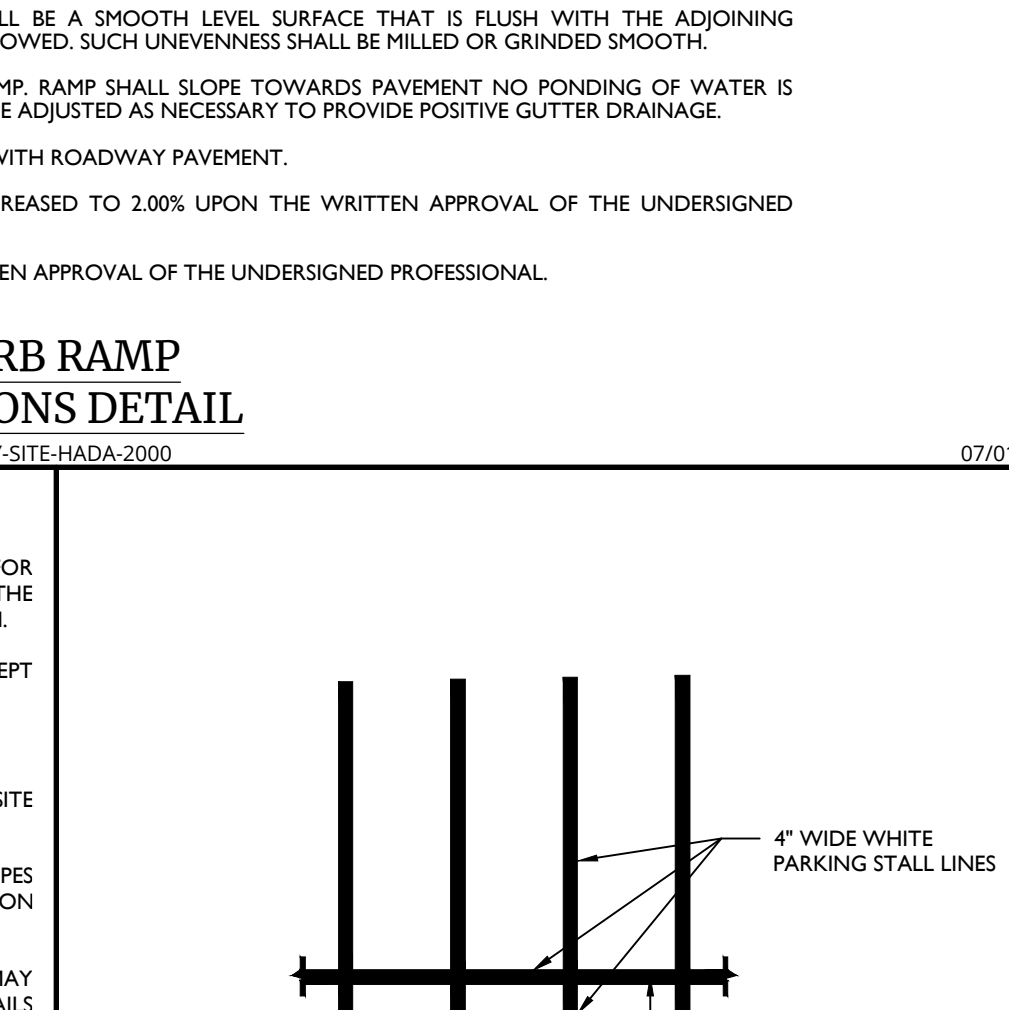 LL BE A SMOOTH LEVEL SURFACE THAT IS FLUSH WITH THE ADJOINING
OWED. SUCH UNEVENNESS SHALL BE MILLED OR GRINDED SMOOTH.
MP. RAMP SHALL SLOPE TOWARDS PAVEMENT NO PONDING OF WATER IS
E ADJUSTED AS NECESSARY TO PROVIDE POSITIVE GUTTER DRAINAGE.
WITH ROADWAY PAVEMENT.
REASED TO 2.00% UPON THE WRITTEN APPROVAL OF THE UNDERSIGNED
EN APPROVAL OF THE UNDERSIGNED PROFESSIONAL.
RB RAMP
ONS DETAIL
-SITE-HADA-2000
07/01
FOR
THE
.
EPT
SITE
PES
ON
MAY
AILS
4" WIDE WHITE
PARKING STALL LINES